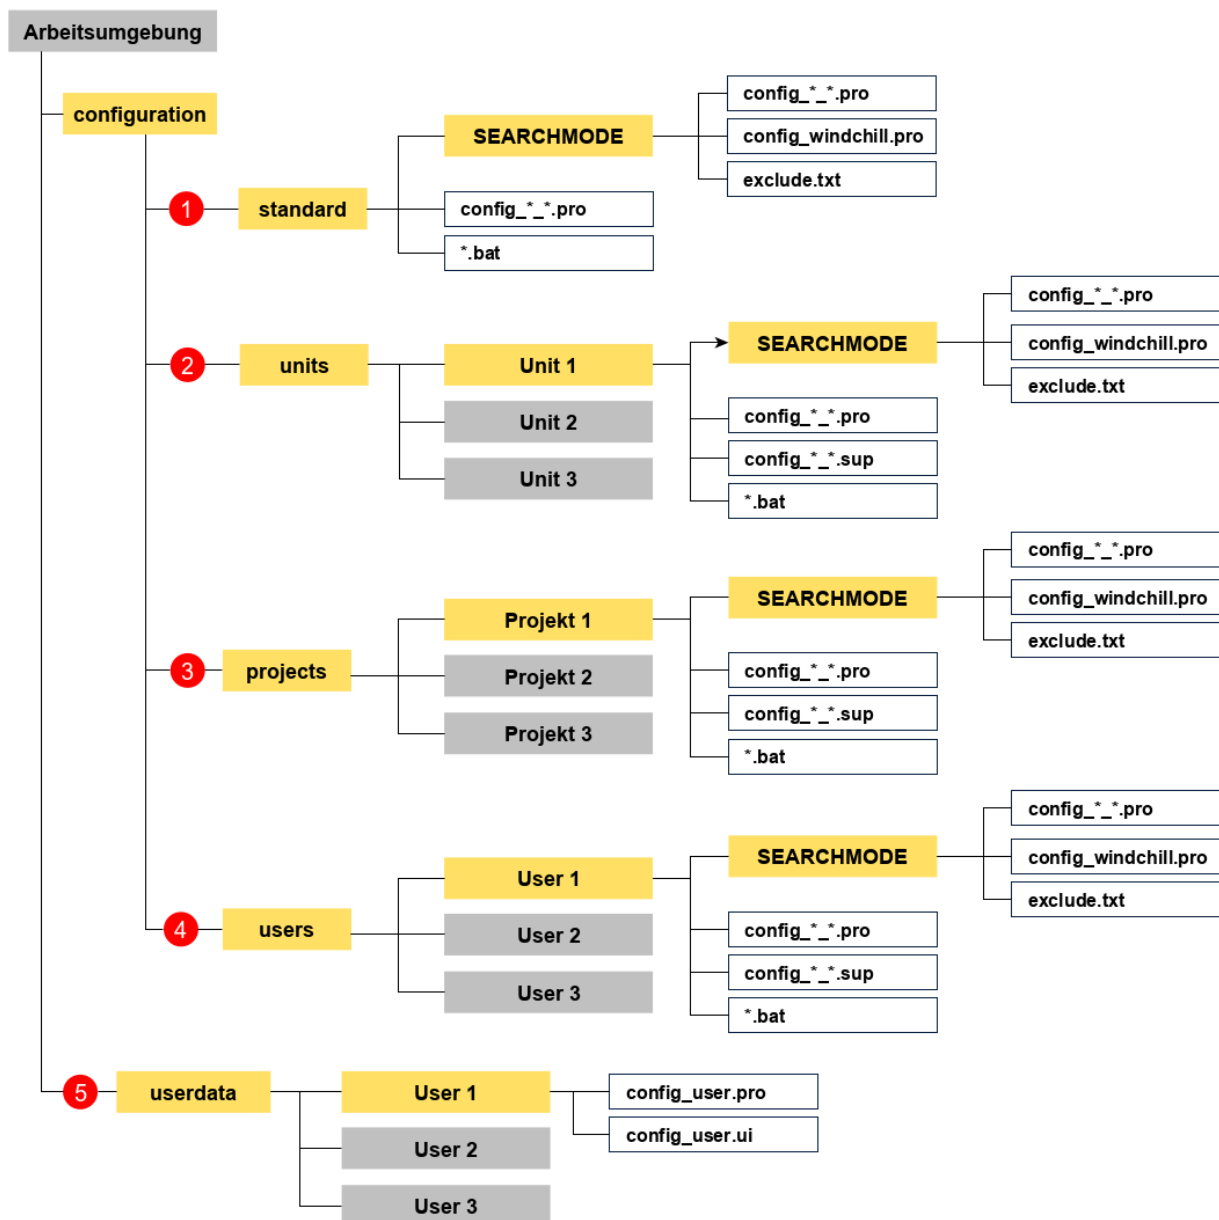 Arbeitsumgebung
configuration
1
standard
SEARCHMODE
config_*_*.pro
config_windchill.pro
exclude.txt
config_*_*.pro
*.bat
2
units
Unit 1
Unit 2
Unit 3
SEARCHMODE
config_*_*.pro
config_windchill.pro
exclude.txt
config_*_*.pro
config_*_*.sup
*.bat
3
projects
Projekt 1
Projekt 2
Projekt 3
SEARCHMODE
config_*_*.pro
config_windchill.pro
exclude.txt
config_*_*.pro
config_*_*.sup
*.bat
4
users
User 1
User 2
User 3
SEARCHMODE
config_*_*.pro
config_windchill.pro
exclude.txt
config_*_*.pro
config_*_*.sup
*.bat
5
userdata
User 1
User 2
User 3
config_user.pro
config_user.ui